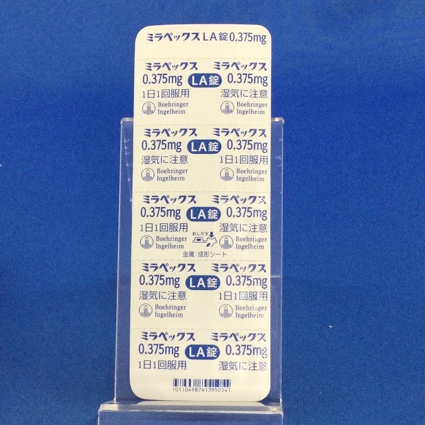 ミラペックスLA錠0.375mg
ミラペックス ミラペックス
0.375mg LA錠 0.375mg
1日1回服用 湿気に注意
Boehringer Ingelheim
ミラペックス ミラペックス
0.375mg LA錠 0.375mg
湿気に注意 1日1回服用
Boehringer Ingelheim Boehringer Ingelheim
ミラペックス ミラペックス
0.375mg LA錠 0.375mg
1日1回服用 湿気に注意
Boehringer Ingelheim おしだす Boehringer Ingelheim
金属:成形シート
ミラペックス ミラペックス
0.375mg LA錠 0.375mg
湿気に注意 1日1回服用
Boehringer Ingelheim Boehringer Ingelheim
ミラペックス ミラペックス
0.375mg LA錠 0.375mg
1日1回服用 湿気に注意